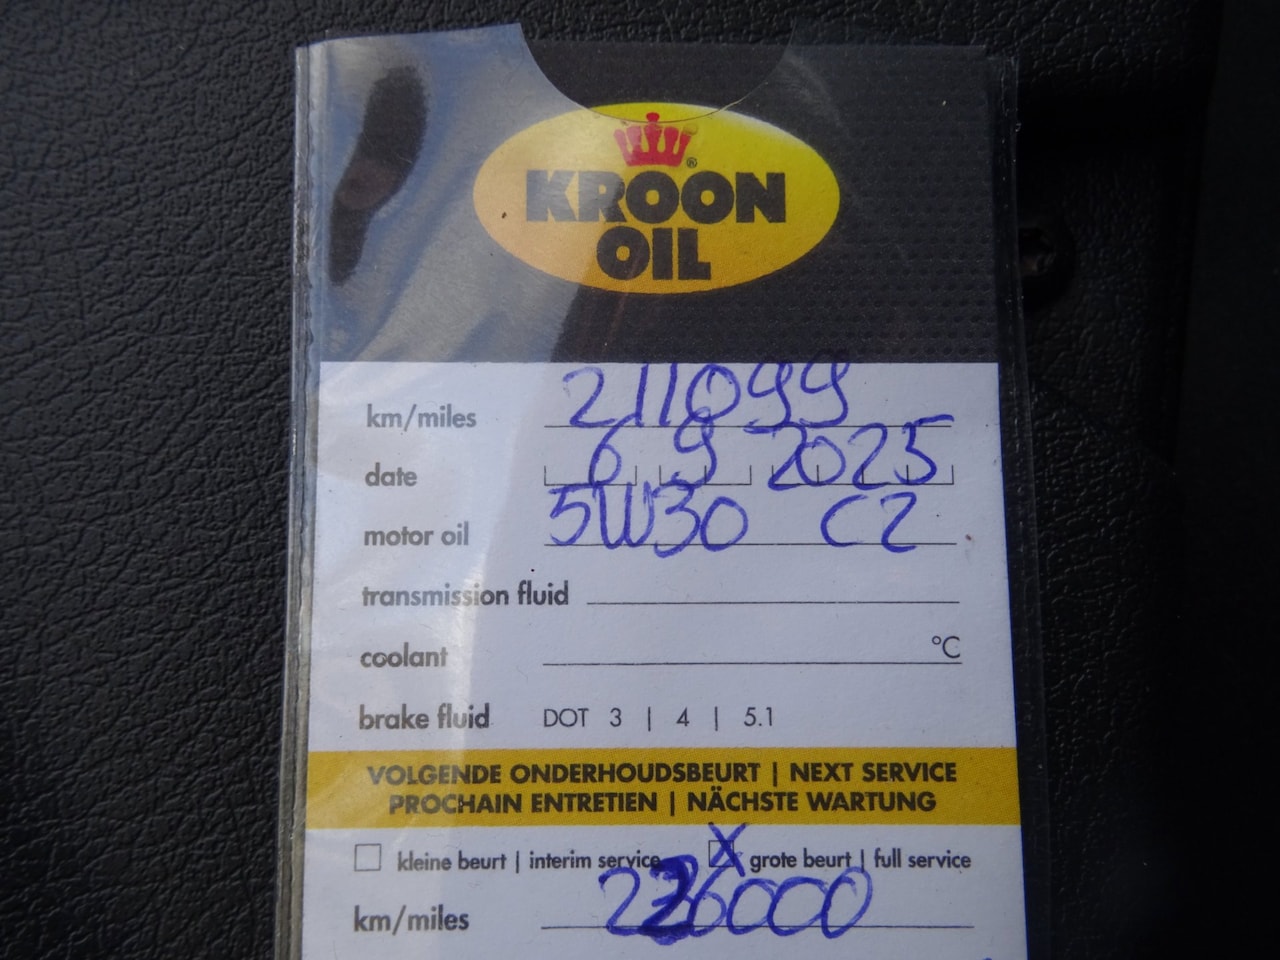 KROON
OIL
km/miles 211099
date 6 9 2025
motor oil 5W30 C2
transmission fluid
coolant °C
brake fluid DOT 3 | 4 | 5.1
VOLGENDE ONDERHOUDSBEURT | NEXT SERVICE
PROCHAIN ENTRETIEN | NÄCHSTE WARTUNG
kleine beurt | interim service X grote beurt | full service
km/miles 226000